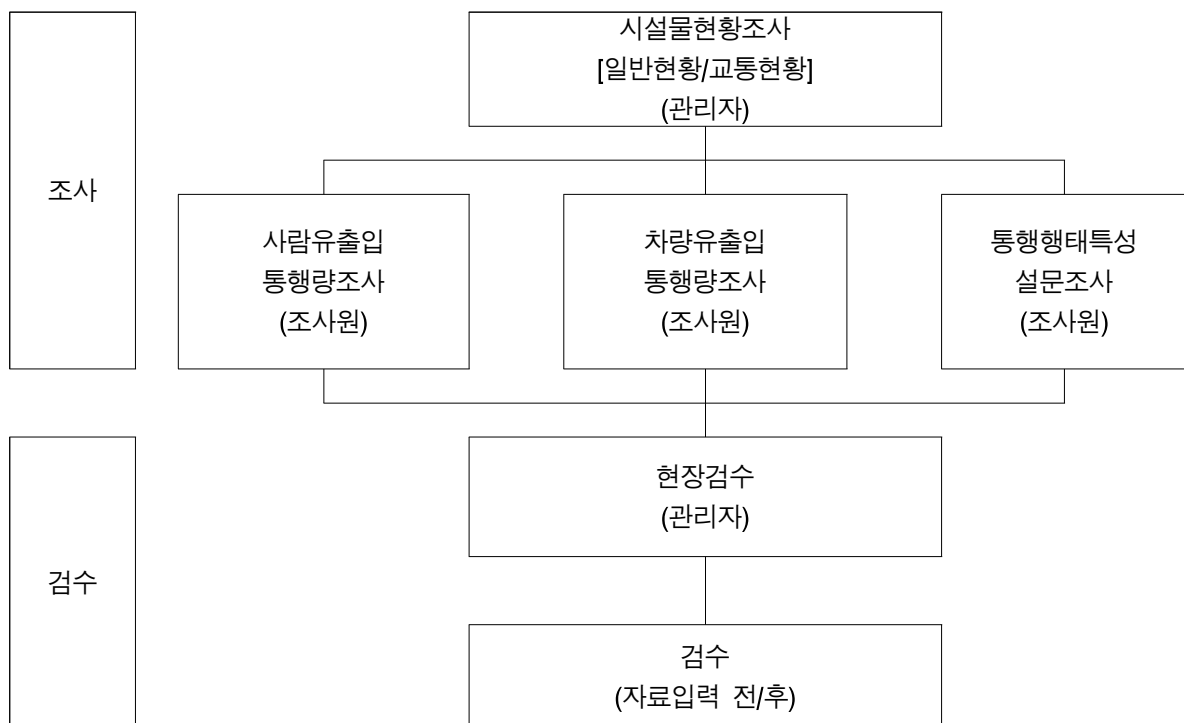 조사
시설물현황조사
[일반현황/교통현황]
(관리자)
사람유출입
통행량조사
(조사원)
차량유출입
통행량조사
(조사원)
통행행태특성
설문조사
(조사원)
검수
현장검수
(관리자)
검수
(자료입력 전/후)